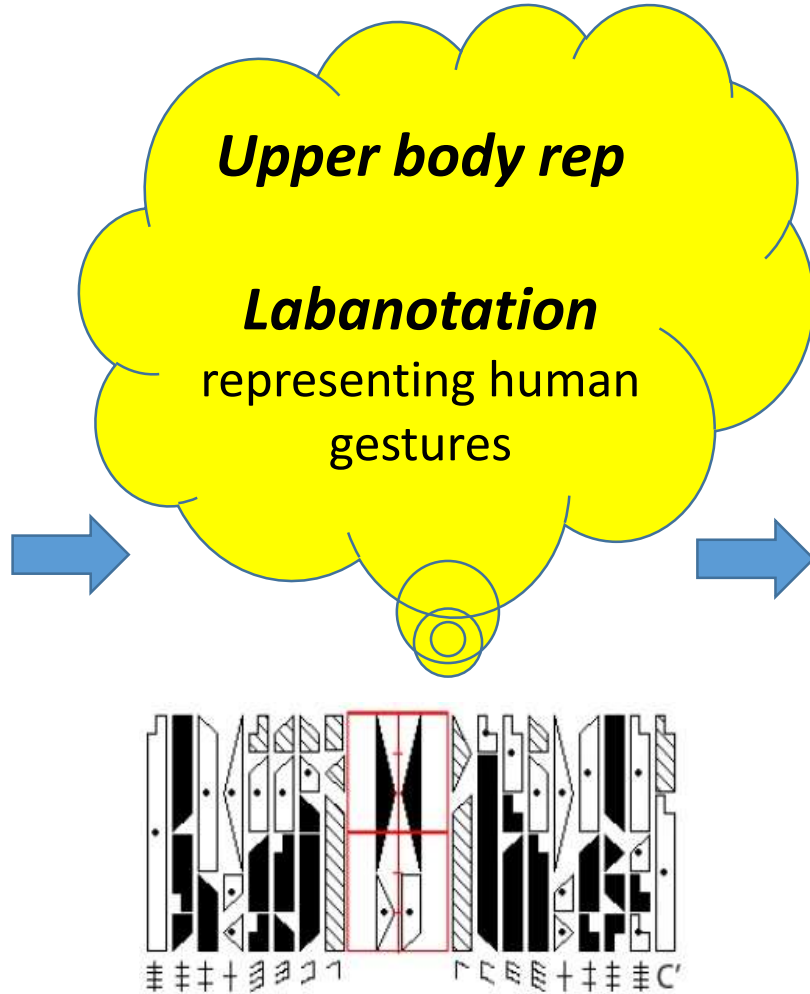 Upper body rep
Labanotation
representing human
gestures
C'